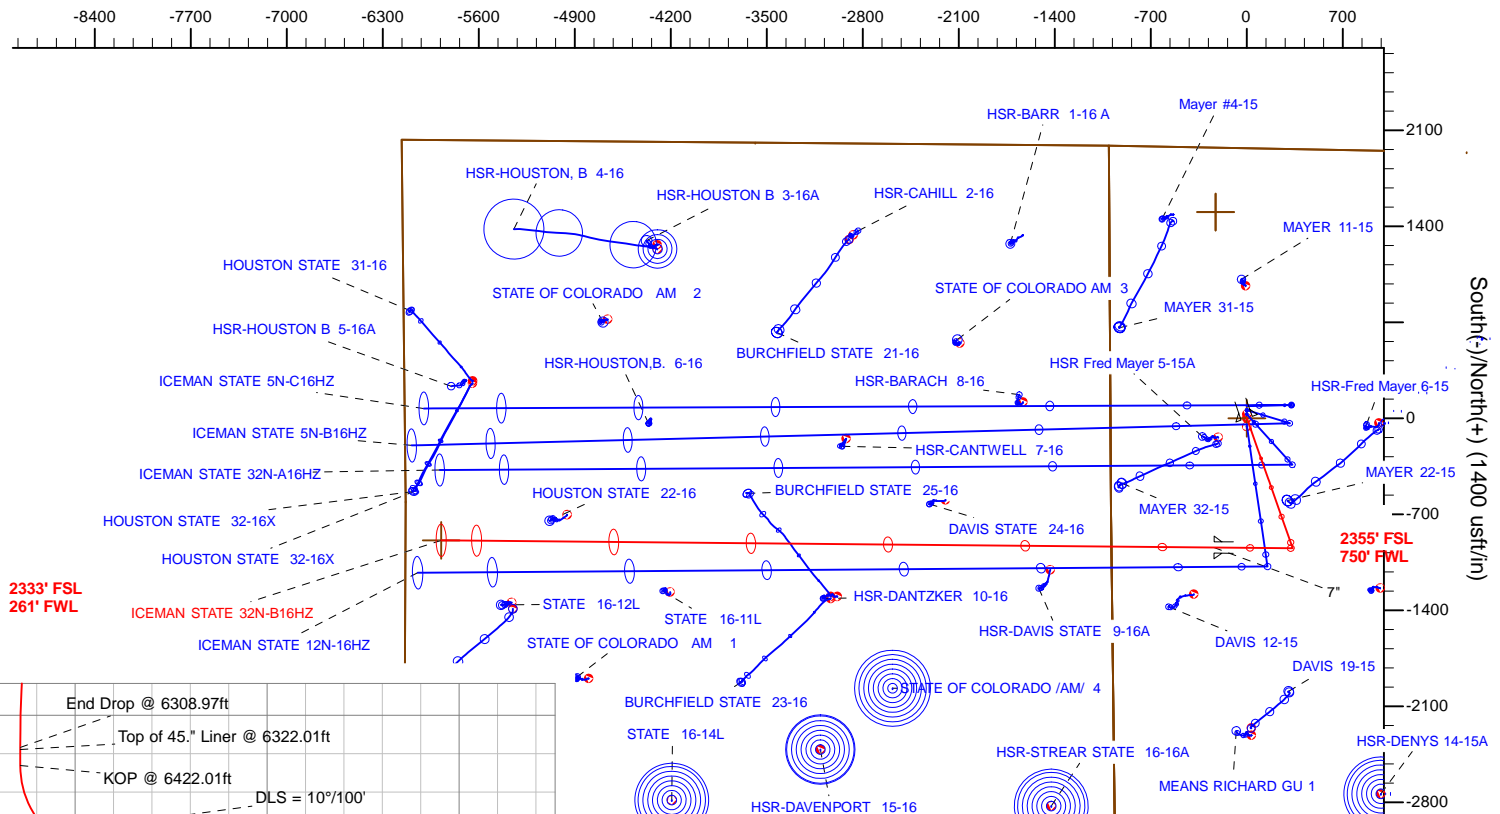 -8400 -7700 -7000 -6300 -5600 -4900 -4200 -3500 -2800 -2100 -1400 -700 0 700
Mayer #4-15
HSR-BARR 1-16 A
2100
HSR-HOUSTON, B 4-16
HSR-HOUSTON B 3-16A
HSR-CAHILL 2-16
1400
MAYER 11-15
HOUSTON STATE 31-16
STATE OF COLORADO AM 2
STATE OF COLORADO AM 3
MAYER 31-15
HSR-HOUSTON B 5-16A
BURCHFIELD STATE 21-16
HSR-HOUSTON,B. 6-16
HSR Fred Mayer 5-15A
ICEMAN STATE 5N-C16HZ
HSR-BARACH 8-16
HSR-Fred Mayer 6-15
0
ICEMAN STATE 5N-B16HZ
HSR-CANTWELL 7-16
ICEMAN STATE 32N-A16HZ
MAYER 22-15
HOUSTON STATE 22-16
BURCHFIELD STATE 25-16
MAYER 32-15
-700
HOUSTON STATE 32-16X
DAVIS STATE 24-16
HOUSTON STATE 32-16X
2355' FSL
750' FWL
South(-)/North(+) (1400 usft/in)
2333' FSL
261' FWL
7"
ICEMAN STATE 32N-B16HZ
STATE 16-12L
STATE 16-11L
HSR-DANTZKER 10-16
-1400
HSR-DAVIS STATE 9-16A
DAVIS 12-15
ICEMAN STATE 12N-16HZ
STATE OF COLORADO AM 1
DAVIS 19-15
STATE OF COLORADO /AM/ 4
BURCHFIELD STATE 23-16
-2100
End Drop @ 6308.97ft
Top of 45." Liner @ 6322.01ft
STATE 16-14L
HSR-STREAR STATE 16-16A
HSR-DENYS 14-15A
KOP @ 6422.01ft
MEANS RICHARD GU 1
DLS = 10°/100'
HSR-DAVENPORT 15-16
-2800